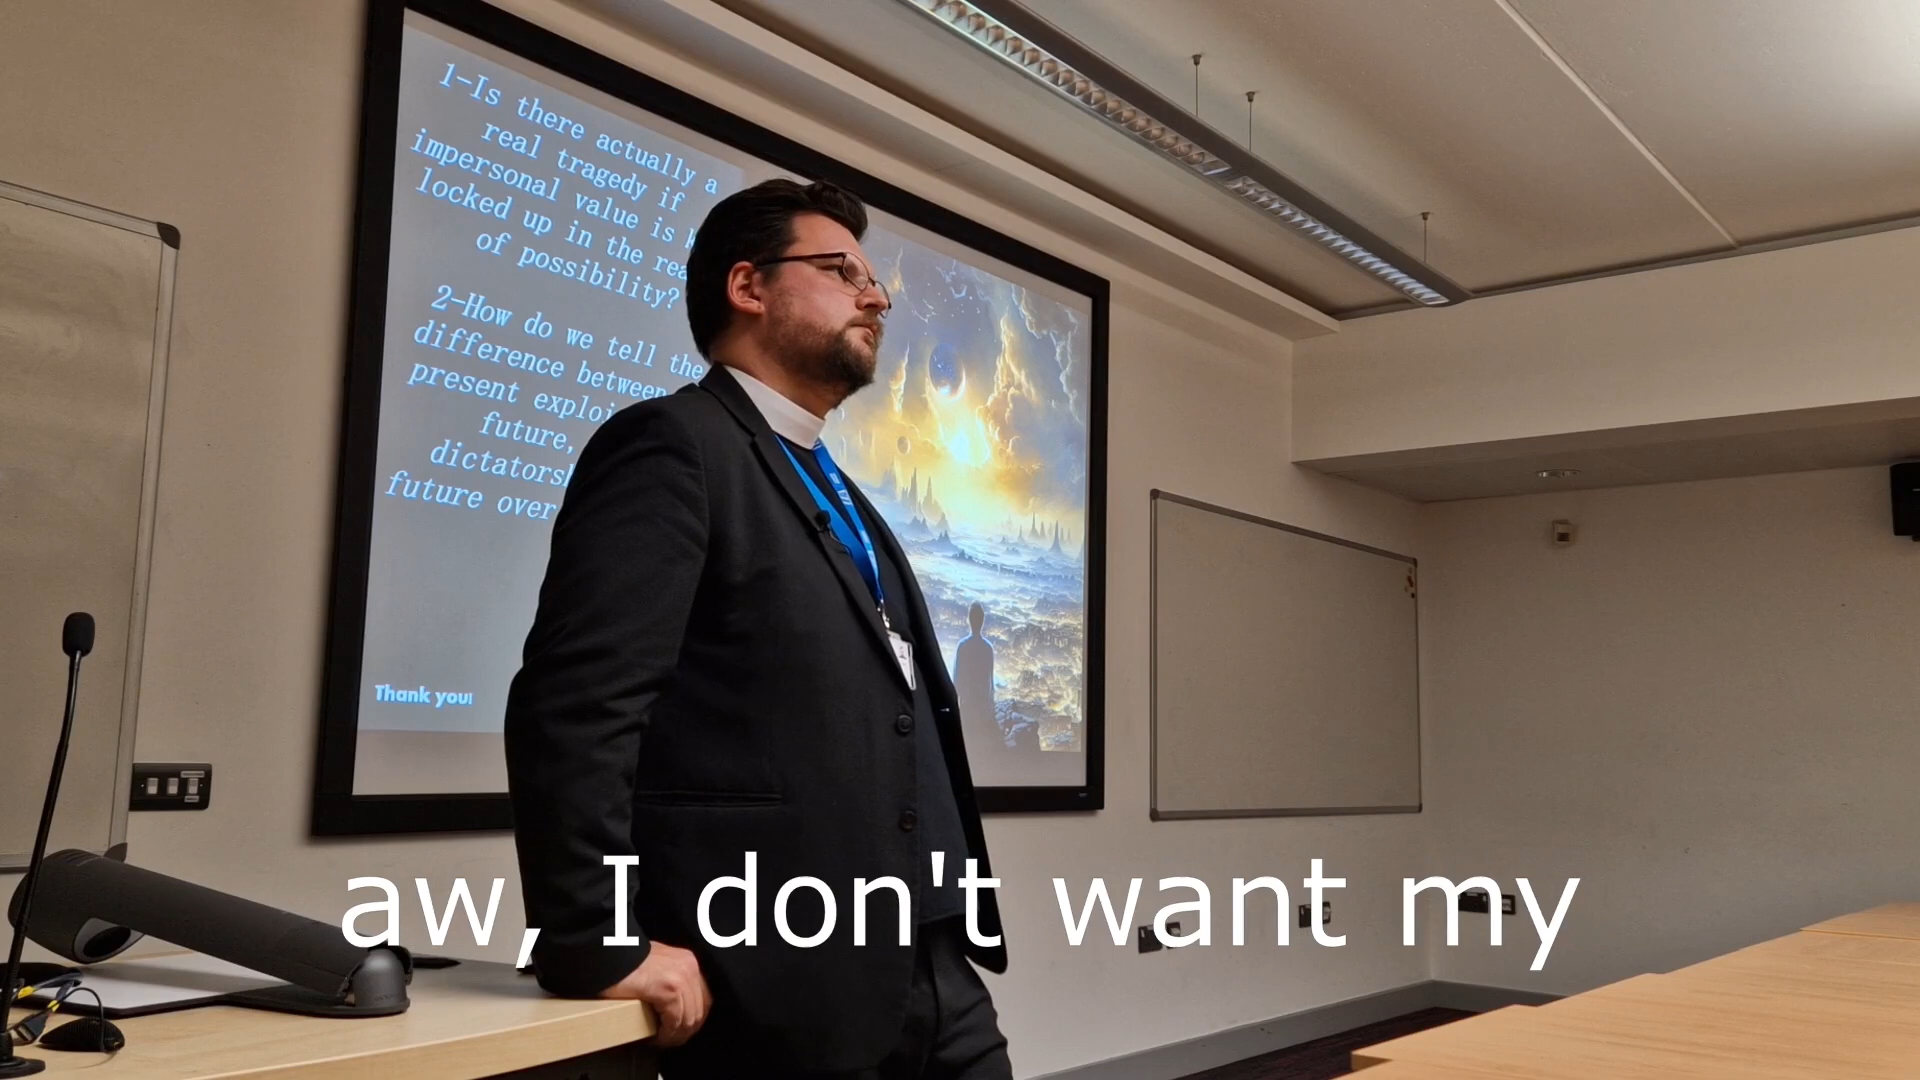 1-Is there actually a
real tragedy if
impersonal value is
locked up in the
of possibility?
2-How do we tell the
difference between
present
future,
future over
Thank you!
aw, I don't want my